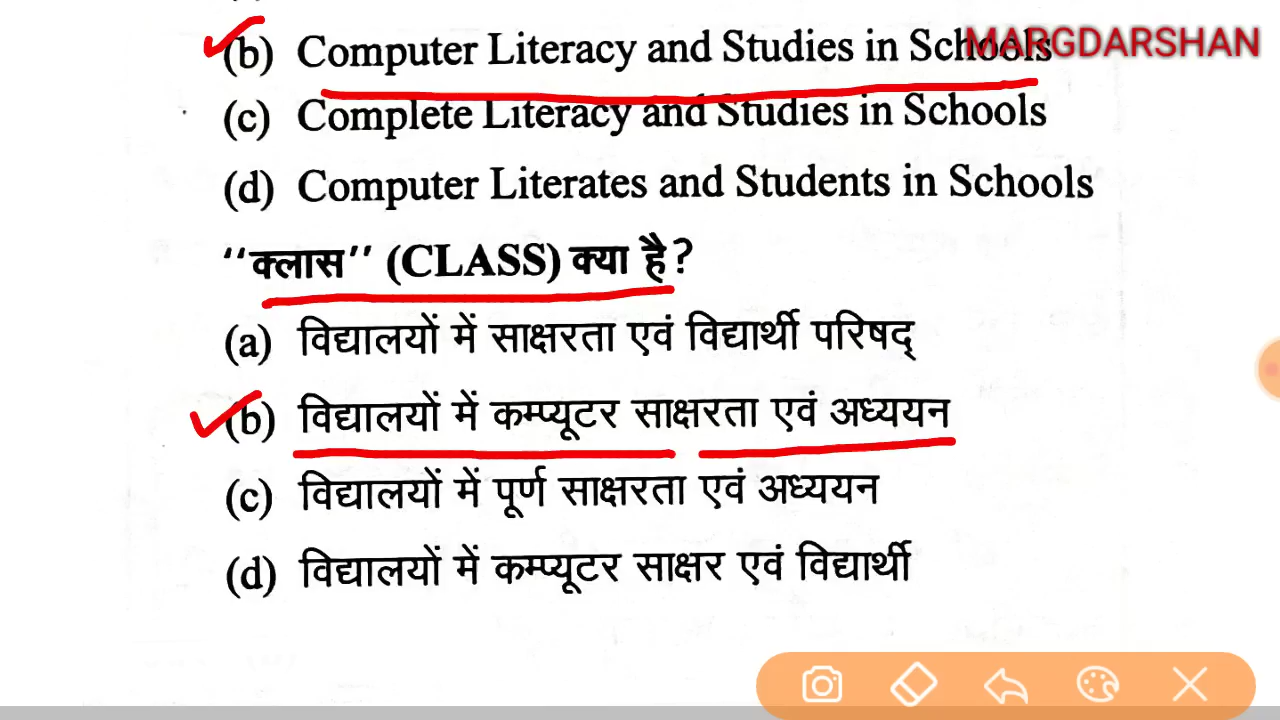 (b) Computer Literacy and Studies in Schools
MARGDARSHAN
(c) Complete Literacy and Studies in Schools
(d) Computer Literates and Students in Schools
‘‘क्लास’’ (CLASS) क्या है?
(a) विद्यालयों में साक्षरता एवं विद्यार्थी परिषद्
(b) विद्यालयों में कम्प्यूटर साक्षरता एवं अध्ययन
(c) विद्यालयों में पूर्ण साक्षरता एवं अध्ययन
(d) विद्यालयों में कम्प्यूटर साक्षर एवं विद्यार्थी